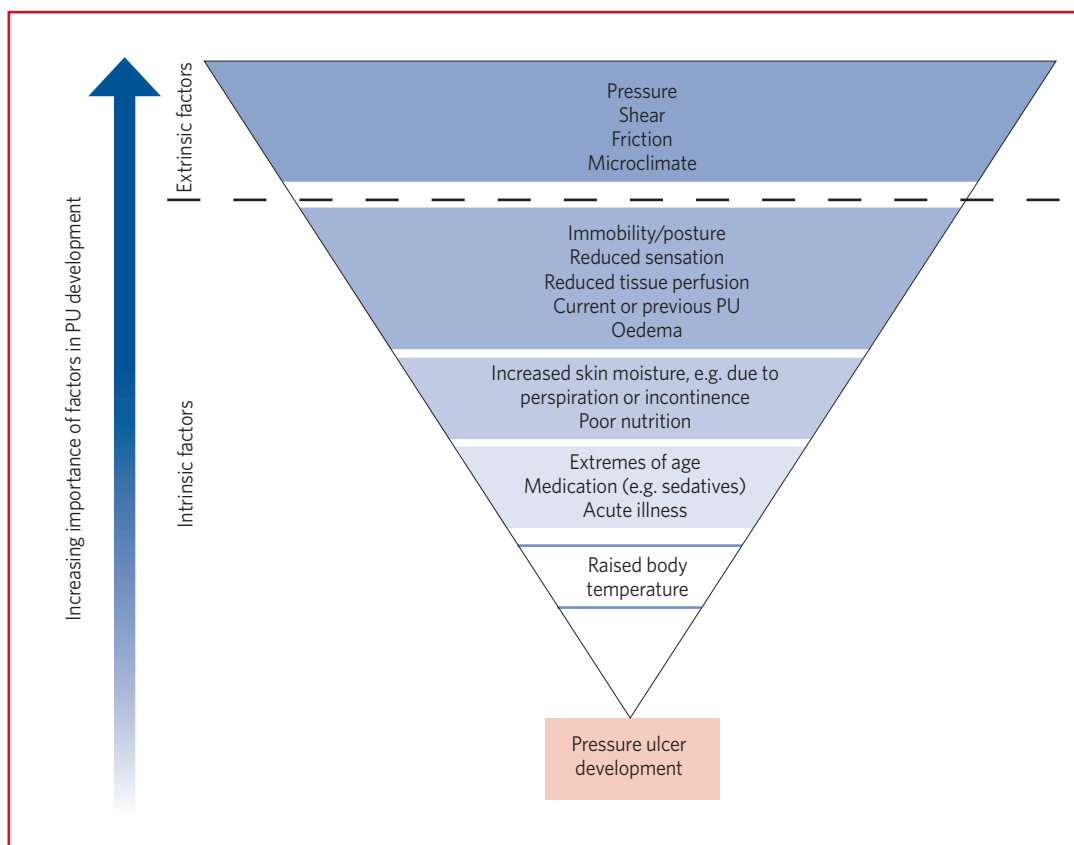 Increasing importance of factors in PU development
Extrinsic factors
Pressure
Shear
Friction
Microclimate
Intrinsic factors
Immobility/posture
Reduced sensation
Reduced tissue perfusion
Current or previous PU
Oedema
Increased skin moisture, e.g. due to
perspiration or incontinence
Poor nutrition
Extremes of age
Medication (e.g. sedatives)
Acute illness
Raised body
temperature
Pressure ulcer
development